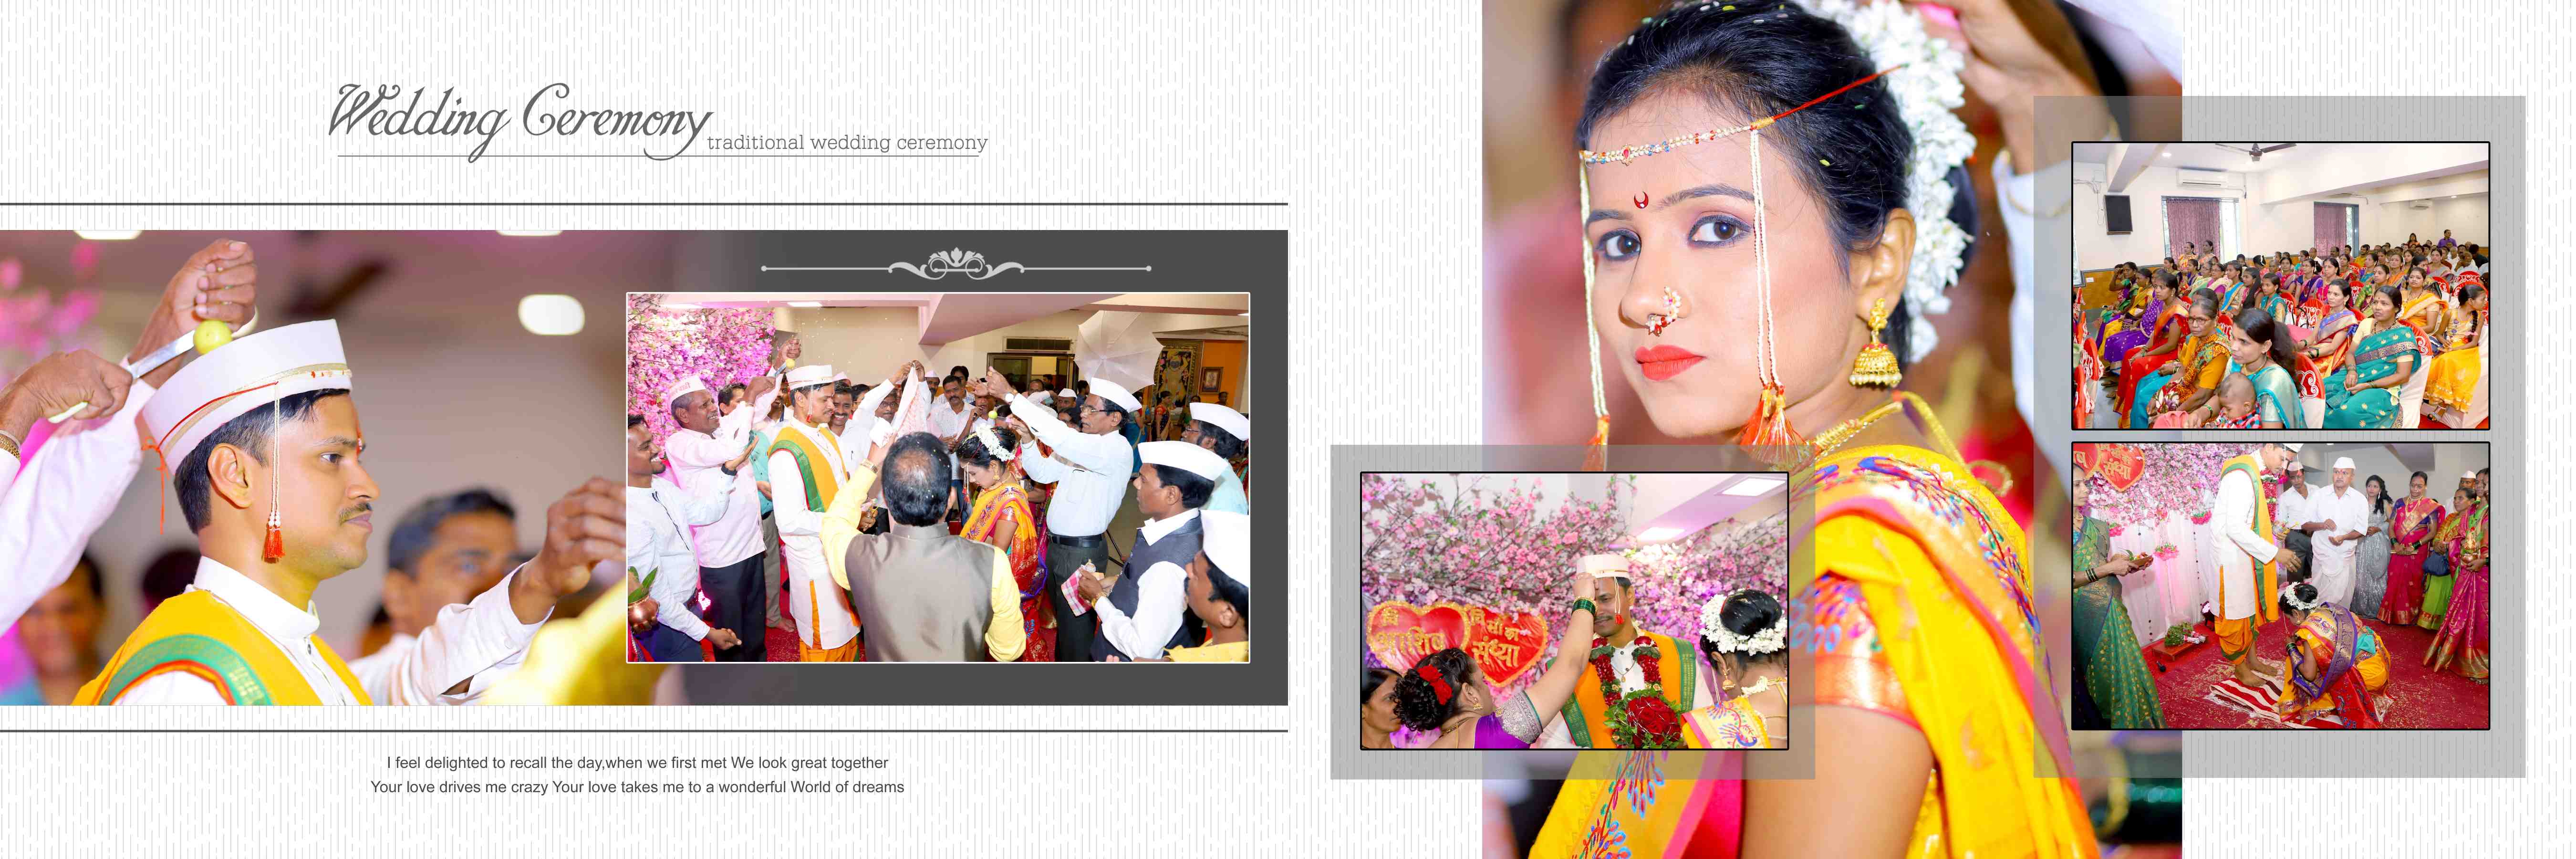 Wedding Ceremony
traditional wedding ceremony
I feel delighted to recall the day,when we first met We look great together
Your love drives me crazy Your love takes me to a wonderful World of dreams
संध्या
संध्या